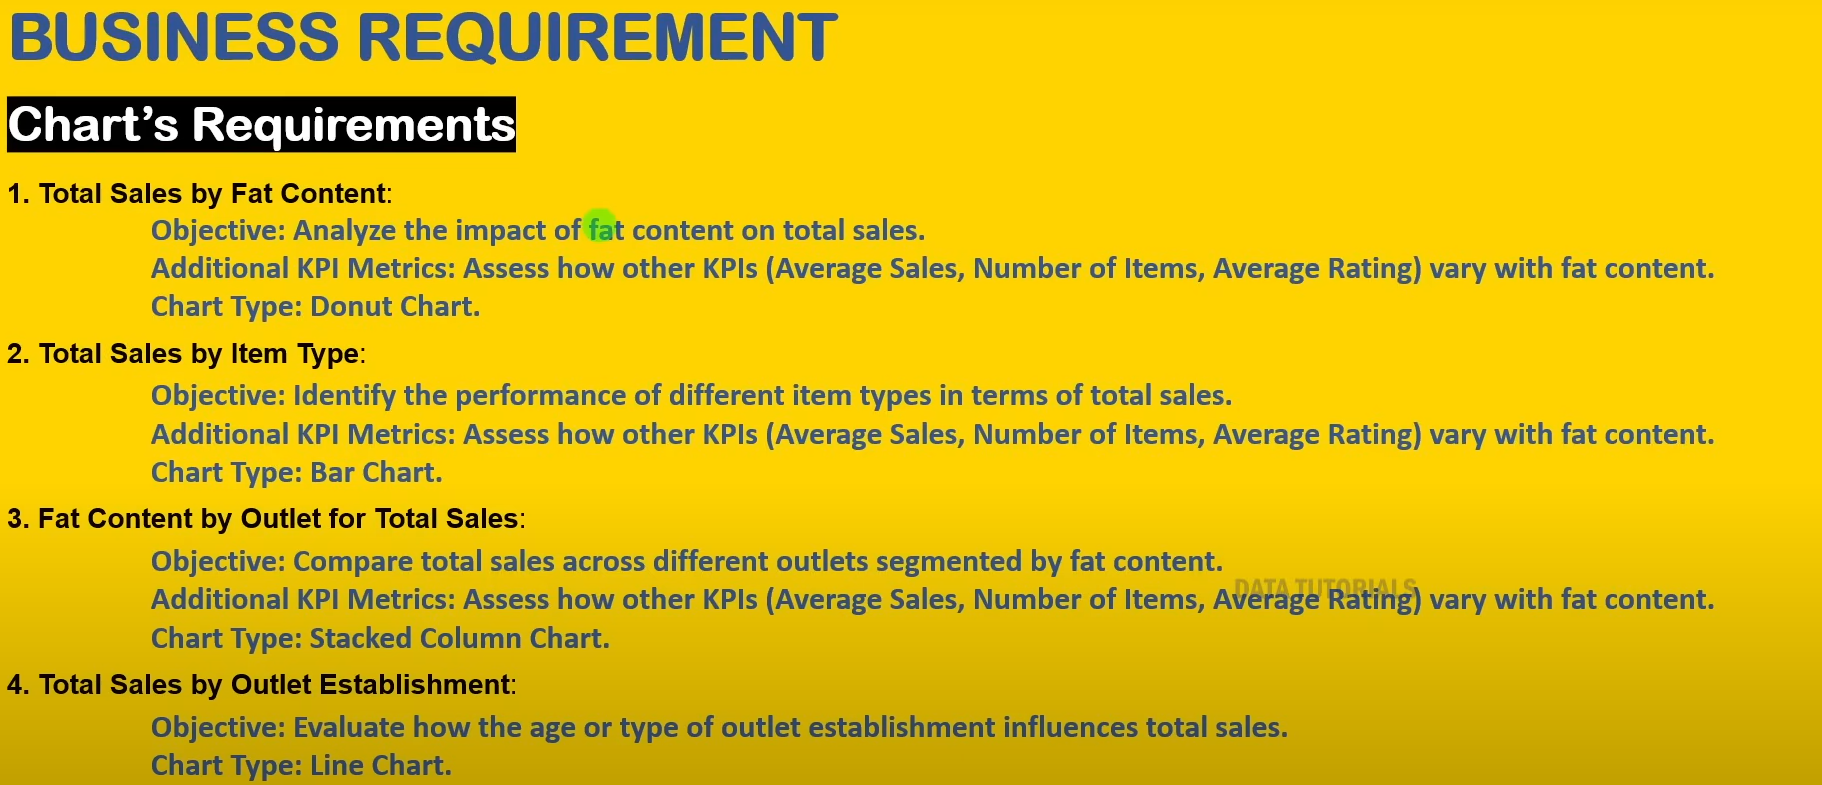 BUSINESS REQUIREMENT
Chart's Requirements
1. Total Sales by Fat Content:
Objective: Analyze the impact of fat content on total sales.
Additional KPI Metrics: Assess how other KPIs (Average Sales, Number of Items, Average Rating) vary with fat content.
Chart Type: Donut Chart.
2. Total Sales by Item Type:
Objective: Identify the performance of different item types in terms of total sales.
Additional KPI Metrics: Assess how other KPIs (Average Sales, Number of Items, Average Rating) vary with fat content.
Chart Type: Bar Chart.
3. Fat Content by Outlet for Total Sales:
Objective: Compare total sales across different outlets segmented by fat content.
DATA TUTORIALS
Additional KPI Metrics: Assess how other KPIs (Average Sales, Number of Items, Average Rating) vary with fat content.
Chart Type: Stacked Column Chart.
4. Total Sales by Outlet Establishment:
Objective: Evaluate how the age or type of outlet establishment influences total sales.
Chart Type: Line Chart.